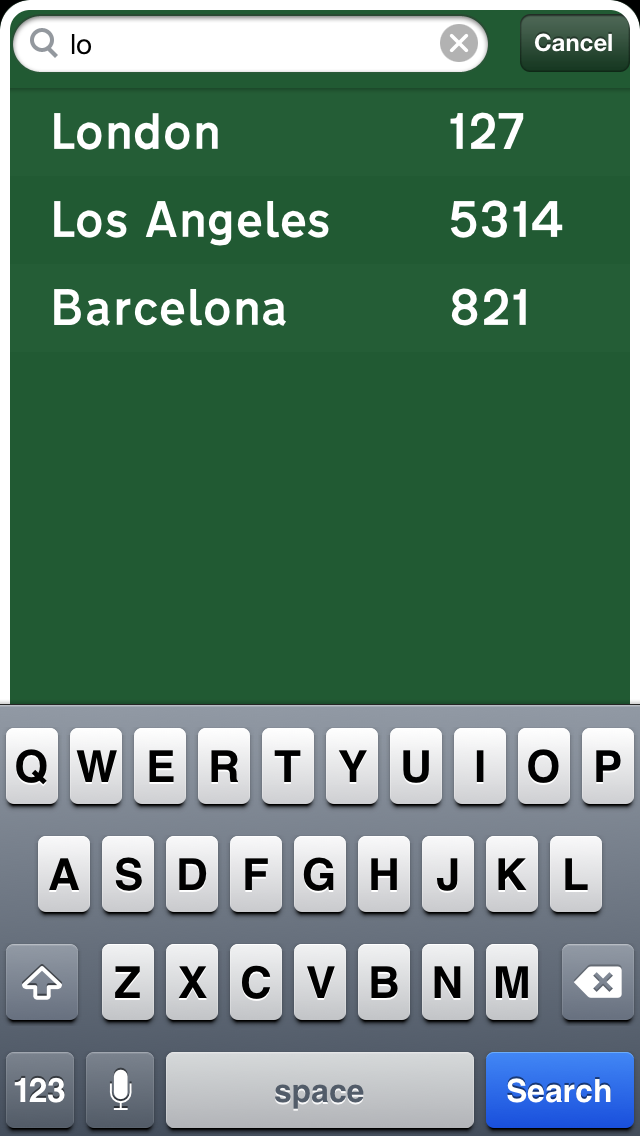 lo Cancel
London 127
Los Angeles 5314
Barcelona 821
Q W E R T Y U I O P
A S D F G H J K L
Z X C V B N M
123 space Search